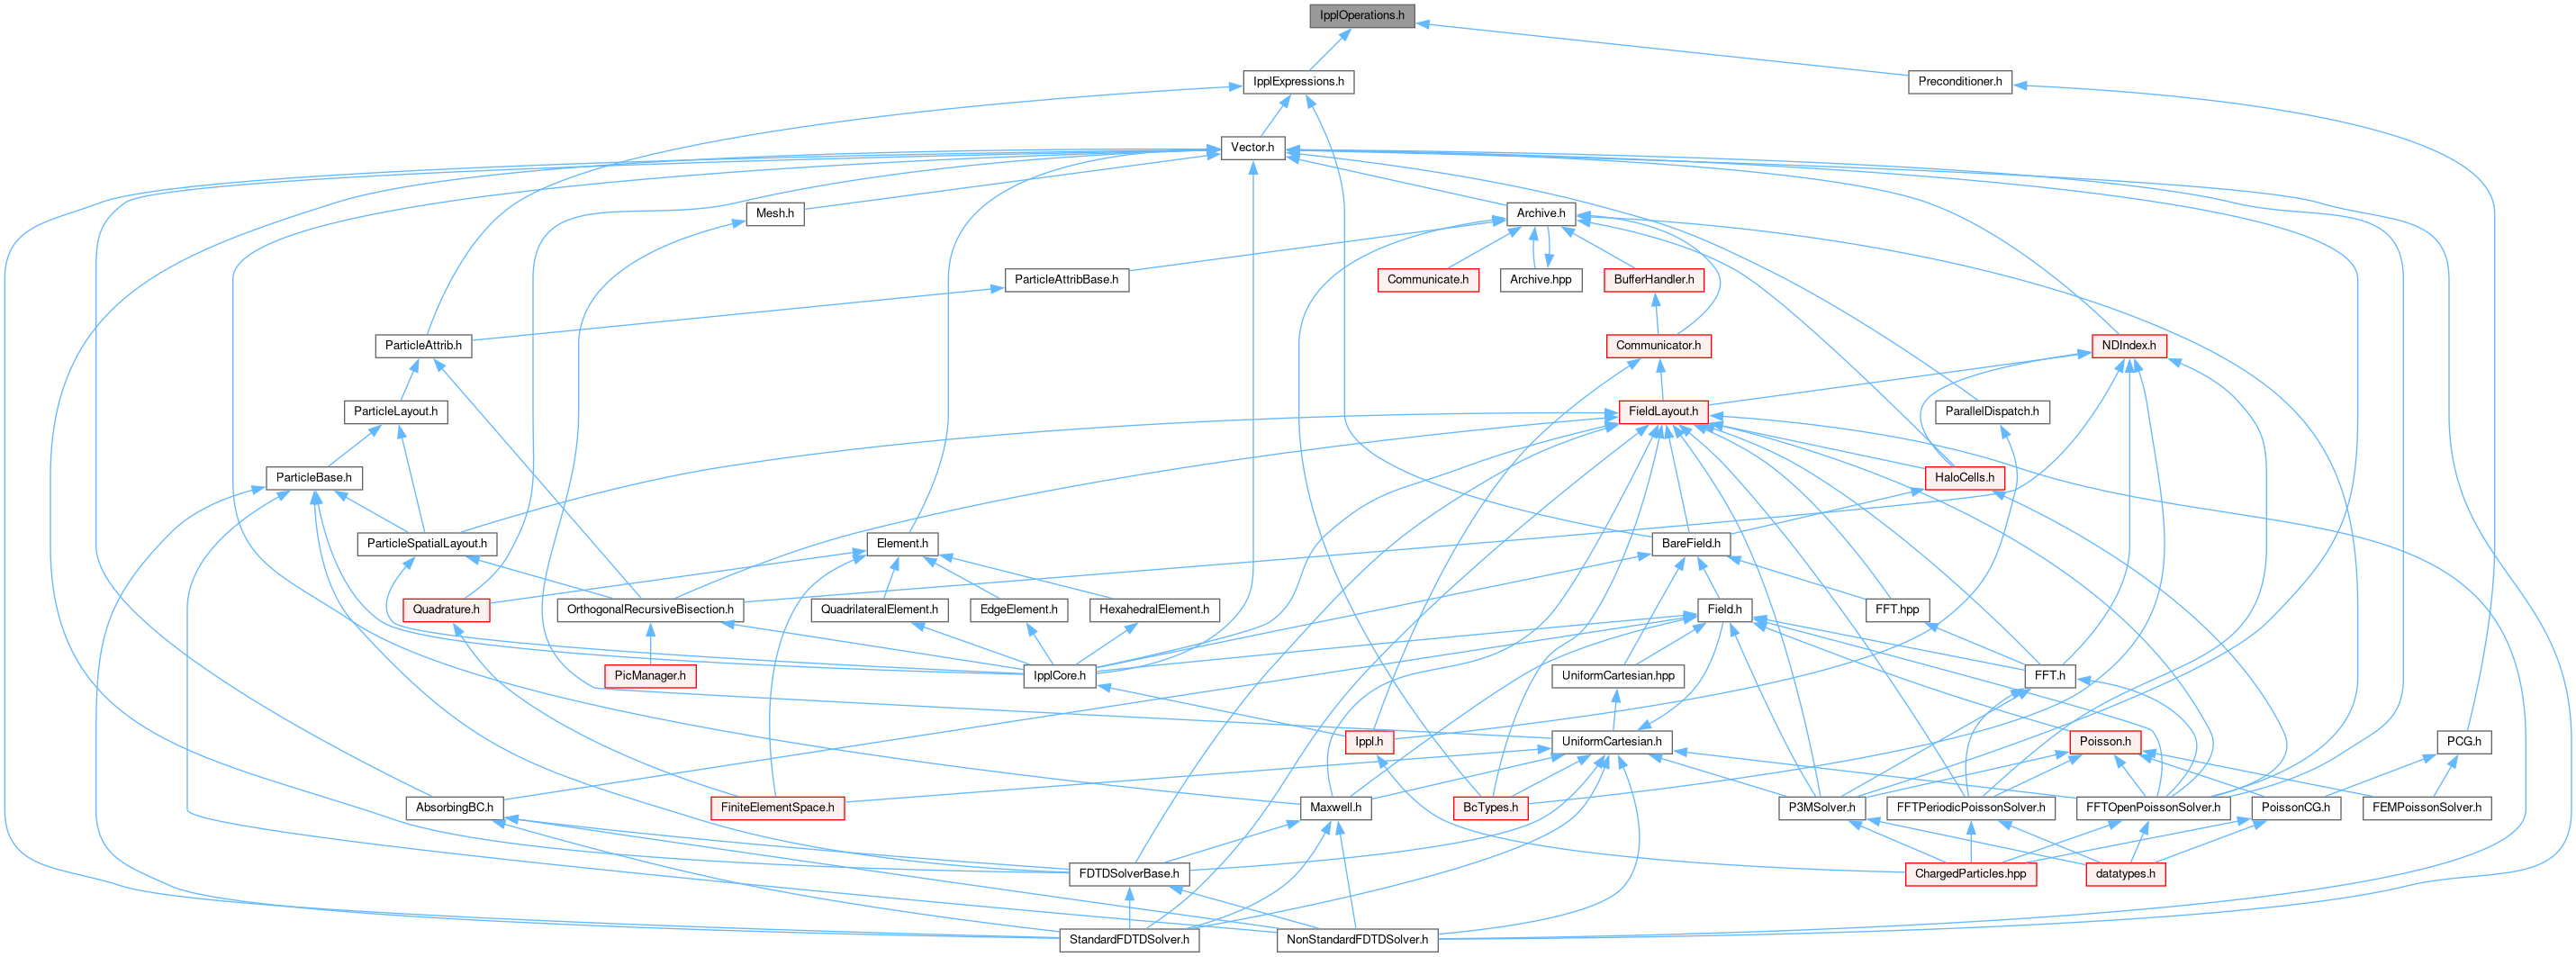 IpplOperations.h
IpplExpressions.h
Preconditioner.h
Vector.h
Mesh.h
Archive.h
ParticleAttribBase.h
Communicate.h
Archive.hpp
BufferHandler.h
ParticleAttrib.h
Communicator.h
NDIndex.h
ParticleLayout.h
FieldLayout.h
ParallelDispatch.h
ParticleBase.h
HaloCells.h
ParticleSpatialLayout.h
Element.h
BareField.h
Quadrature.h
OrthogonalRecursiveBisection.h
QuadrilateralElement.h
EdgeElement.h
HexahedralElement.h
Field.h
FFT.hpp
PicManager.h
IpplCore.h
UniformCartesian.hpp
FFT.h
Ippl.h
UniformCartesian.h
Poisson.h
PCG.h
AbsorbingBC.h
FiniteElementSpace.h
Maxwell.h
BcTypes.h
P3MSolver.h
FFTPeriodicPoissonSolver.h
FFTOpenPoissonSolver.h
PoissonCG.h
FEMPoissonSolver.h
FDTDSolverBase.h
ChargedParticles.hpp
datatypes.h
StandardFDTDSolver.h
NonStandardFDTDSolver.h